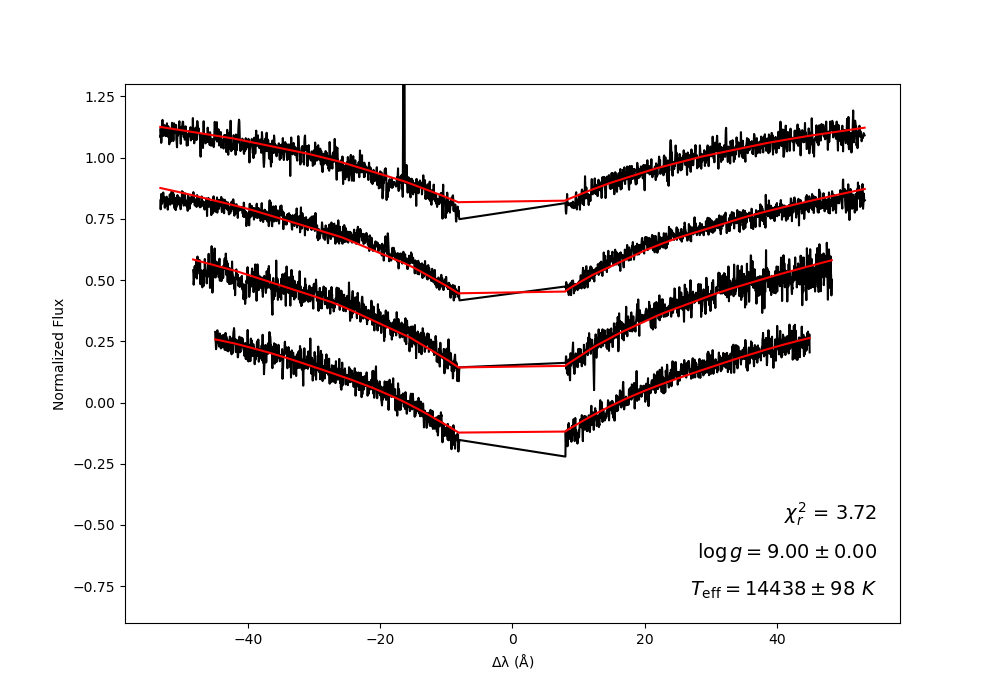 1.25
1.00
0.75
0.50
0.25
0.00
−0.25
−0.50
−0.75
Normalized Flux
χ²ᵣ = 3.72
log g = 9.00 ± 0.00
T_eff = 14438 ± 98 K
−40 −20 0 20 40
Δλ (Å)